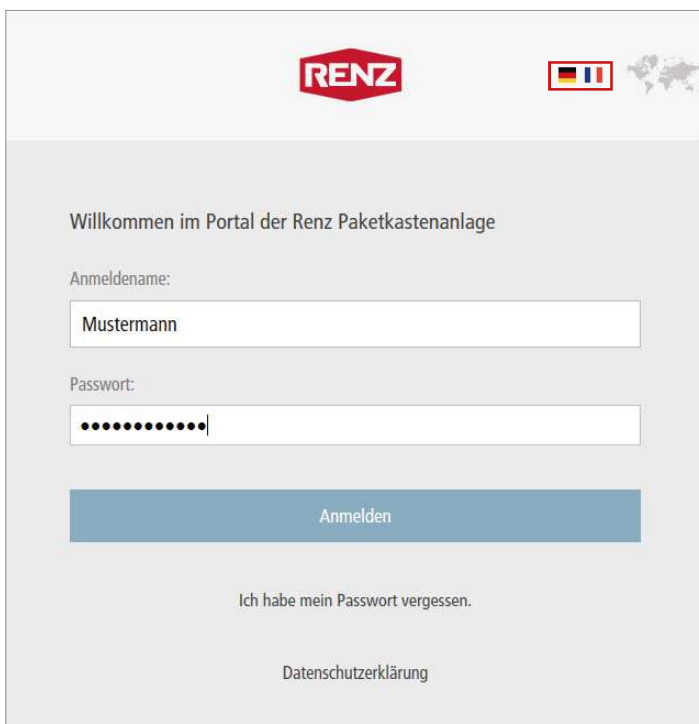 RENZ
Willkommen im Portal der Renz Paketkastenanlage
Anmeldename:
Mustermann
Passwort:
••••••••••••
Anmelden
Ich habe mein Passwort vergessen.
Datenschutzerklärung